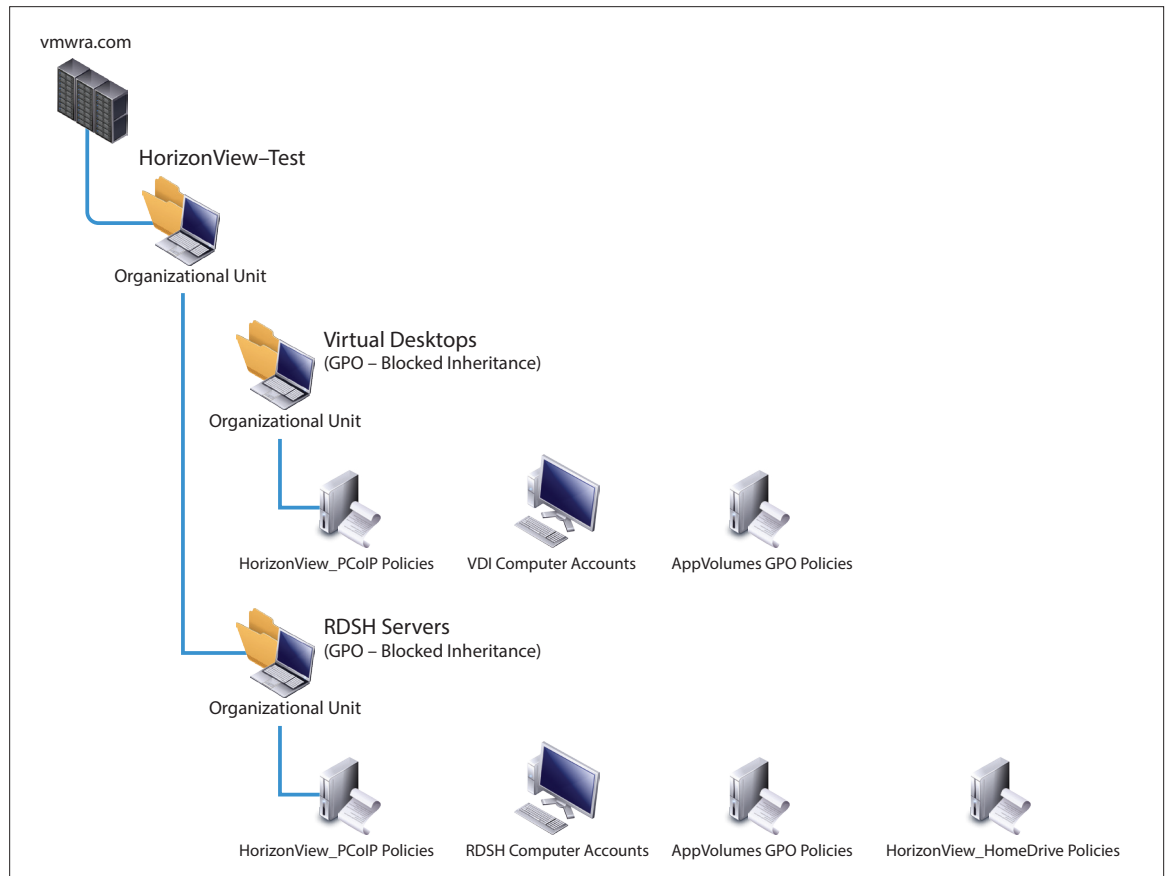 vmwra.com
HorizonView–Test
Organizational Unit
Virtual Desktops
(GPO – Blocked Inheritance)
Organizational Unit
HorizonView_PCoIP Policies
VDI Computer Accounts
AppVolumes GPO Policies
RDSH Servers
(GPO – Blocked Inheritance)
Organizational Unit
HorizonView_PCoIP Policies
RDSH Computer Accounts
AppVolumes GPO Policies
HorizonView_HomeDrive Policies